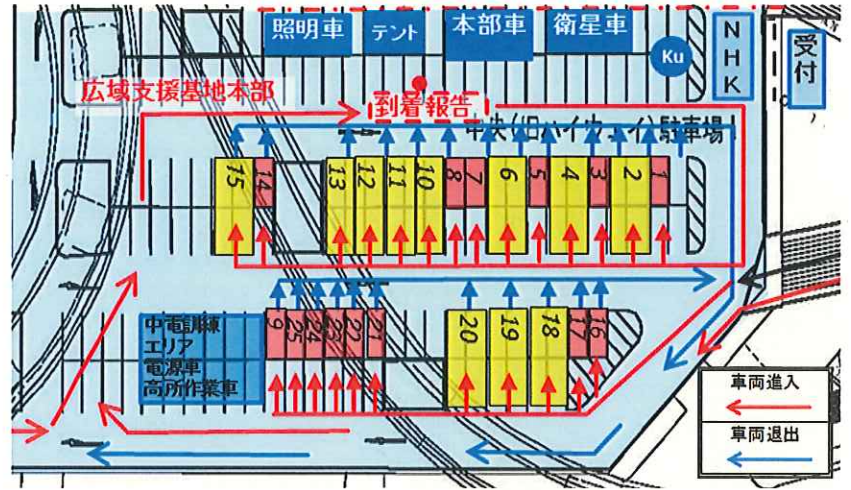 照明車
テント
本部車
衛星車
Ku
NHK
受付
広域支援基地本部
到着報告
中央(旧ハイウェイ)駐車場
15
14
13
12
11
10
8
7
6
5
4
3
2
1
中電訓練
エリア
電源車
高所作業車
9
25
24
23
22
21
20
19
18
17
16
車両進入
車両退出